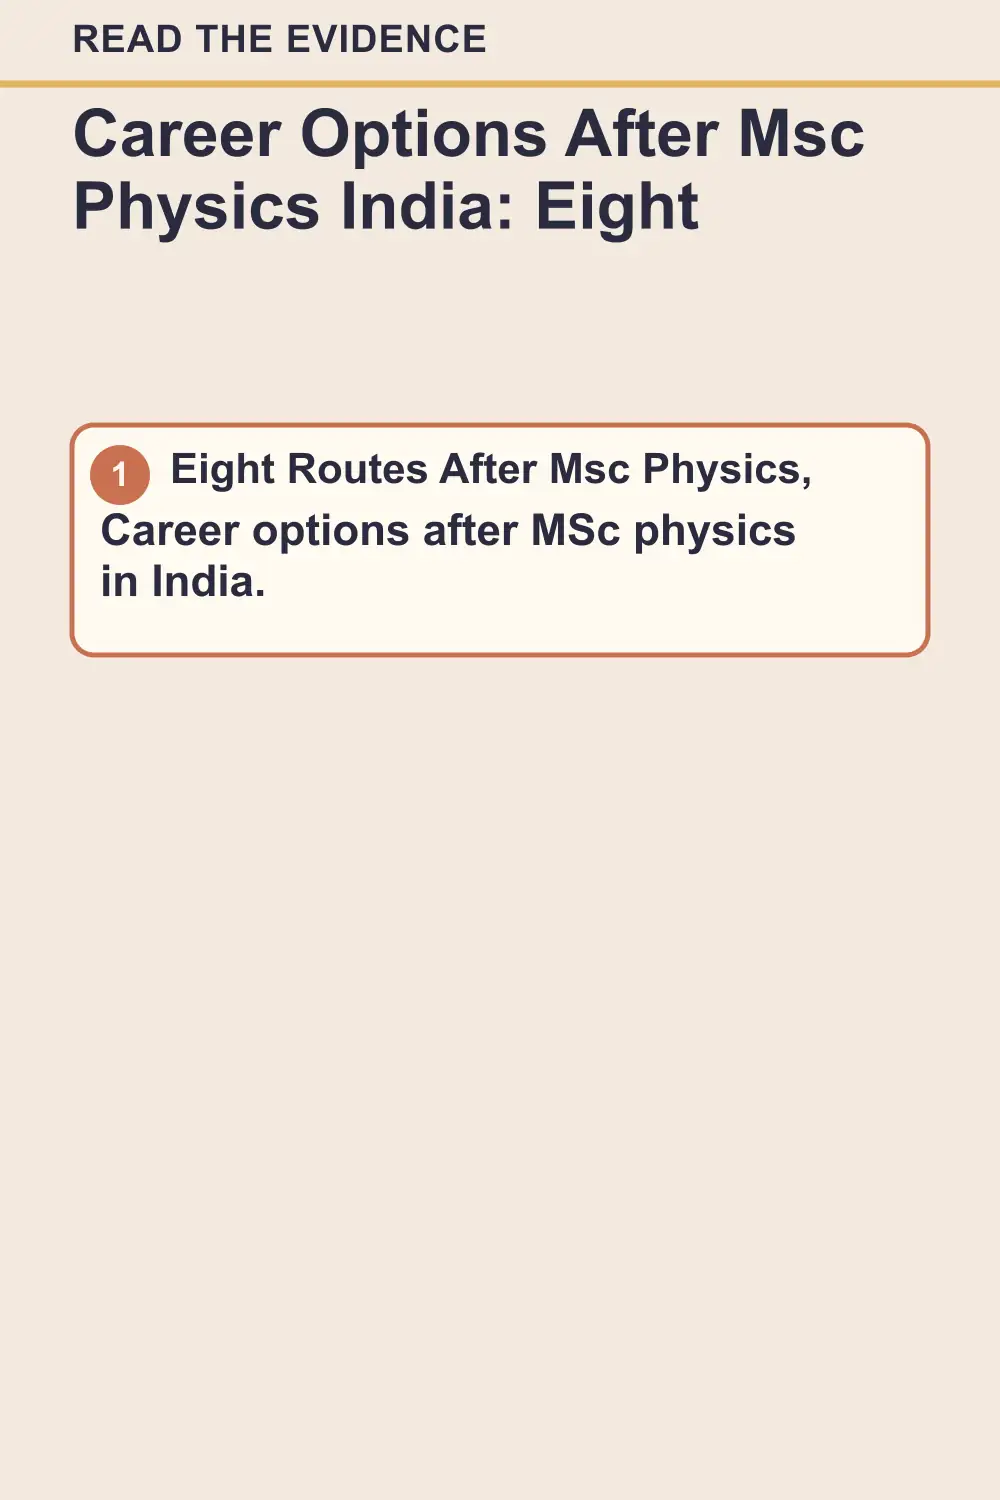 READ THE EVIDENCE
Career Options After Msc
Physics India: Eight
1 Eight Routes After Msc Physics,
Career options after MSc physics
in India.